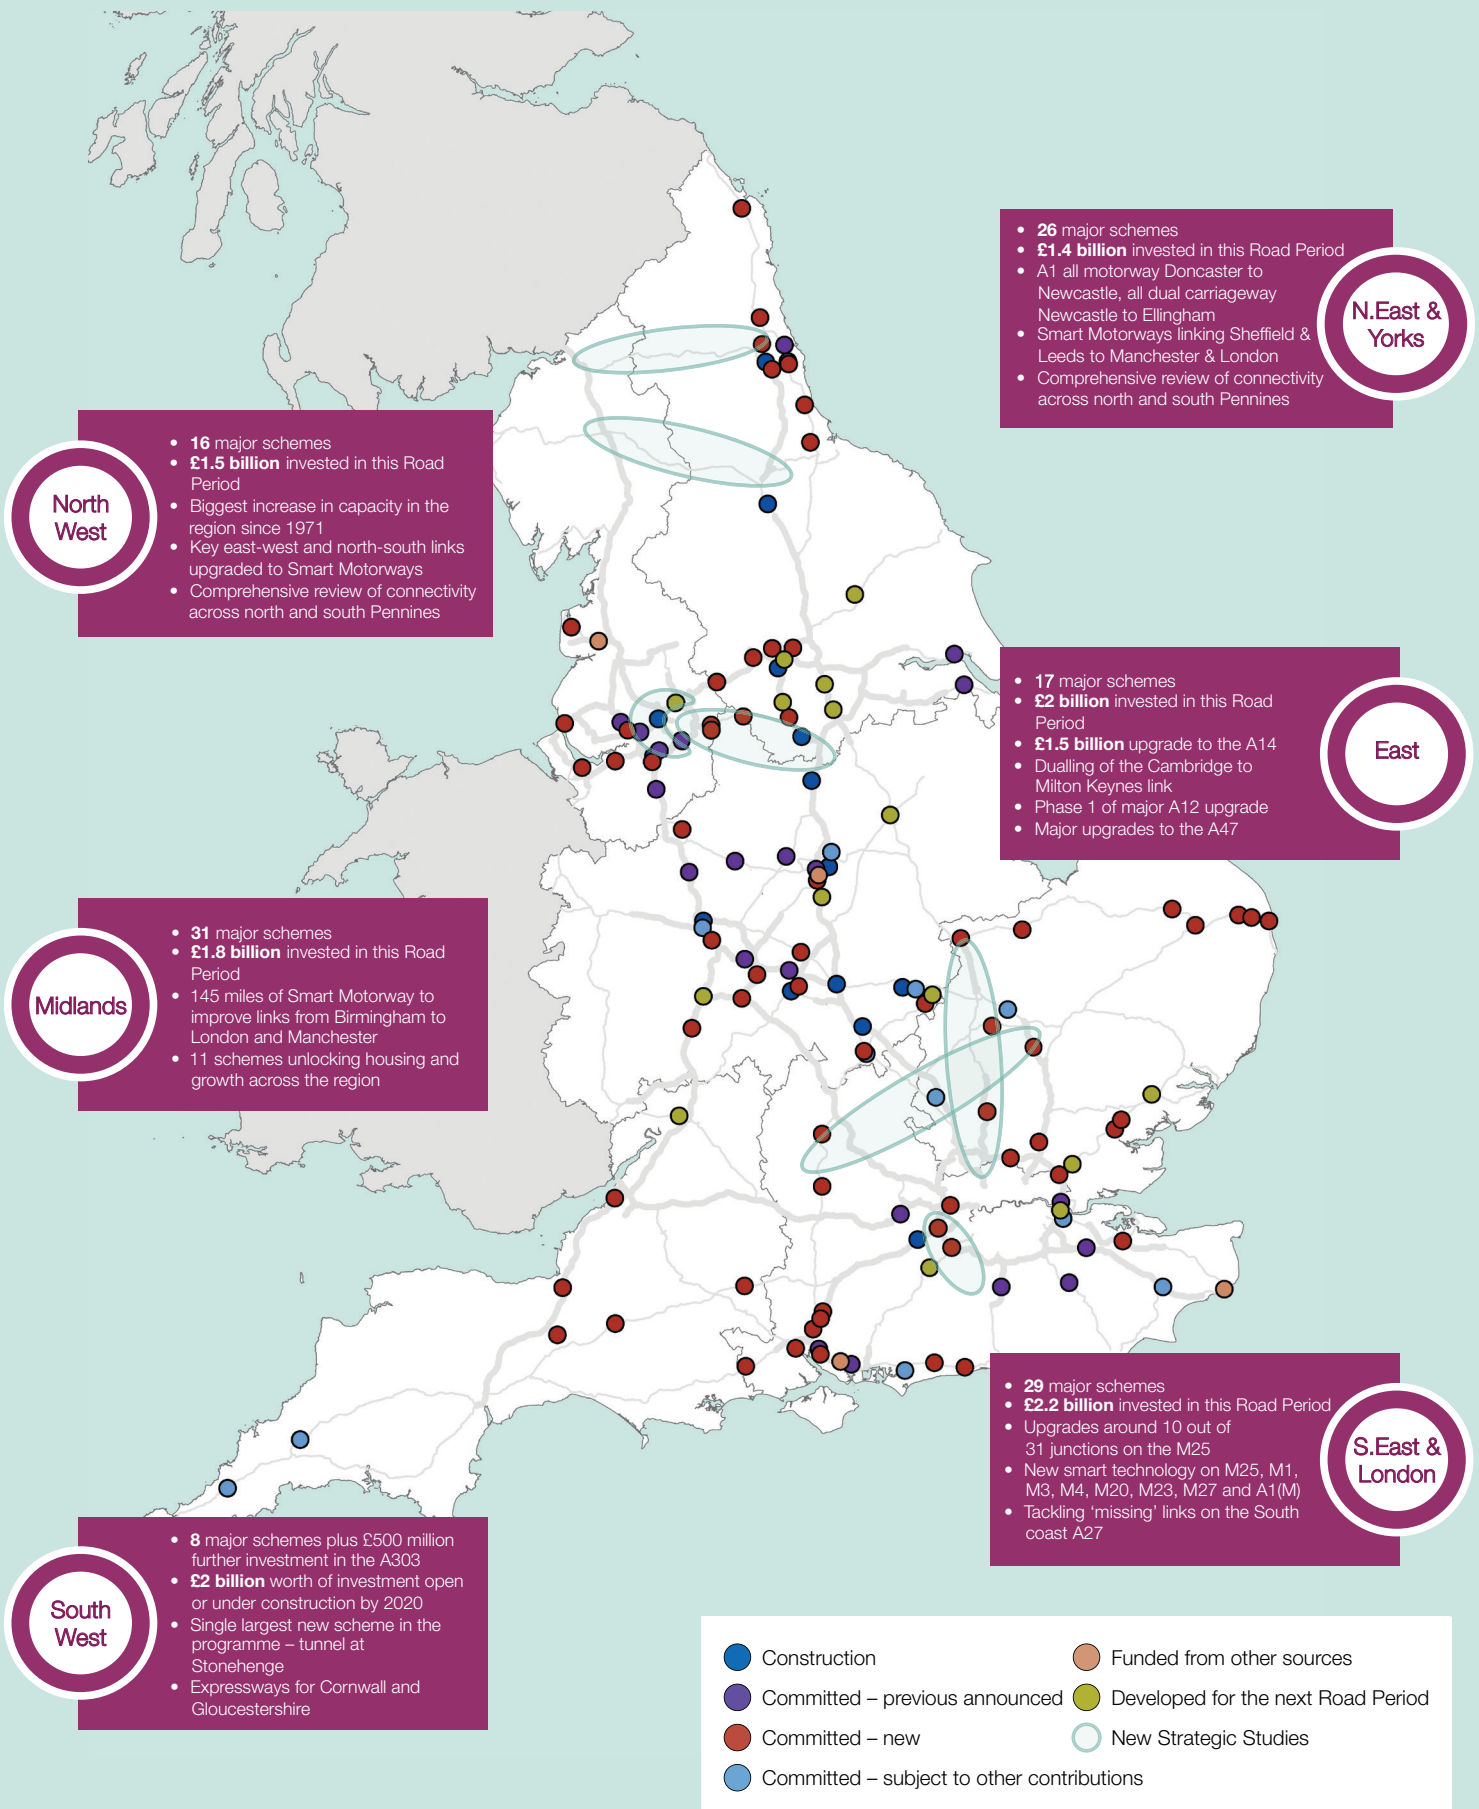 • 26 major schemes
• £1.4 billion invested in this Road Period
• A1 all motorway Doncaster to
Newcastle, all dual carriageway
Newcastle to Ellingham
• Smart Motorways linking Sheffield &
Leeds to Manchester & London
• Comprehensive review of connectivity
across north and south Pennines
N.East &
Yorks
North
West
• 16 major schemes
• £1.5 billion invested in this Road
Period
• Biggest increase in capacity in the
region since 1971
• Key east-west and north-south links
upgraded to Smart Motorways
• Comprehensive review of connectivity
across north and south Pennines
• 17 major schemes
• £2 billion invested in this Road
Period
• £1.5 billion upgrade to the A14
• Dualling of the Cambridge to
Milton Keynes link
• Phase 1 of major A12 upgrade
• Major upgrades to the A47
East
Midlands
• 31 major schemes
• £1.8 billion invested in this Road
Period
• 145 miles of Smart Motorway to
improve links from Birmingham to
London and Manchester
• 11 schemes unlocking housing and
growth across the region
• 29 major schemes
• £2.2 billion invested in this Road Period
• Upgrades around 10 out of
31 junctions on the M25
• New smart technology on M25, M1,
M3, M4, M20, M23, M27 and A1(M)
• Tackling ‘missing’ links on the South
coast A27
S.East &
London
South
West
• 8 major schemes plus £500 million
further investment in the A303
• £2 billion worth of investment open
or under construction by 2020
• Single largest new scheme in the
programme – tunnel at
Stonehenge
• Expressways for Cornwall and
Gloucestershire
Construction
Committed – previous announced
Committed – new
Committed – subject to other contributions
Funded from other sources
Developed for the next Road Period
New Strategic Studies